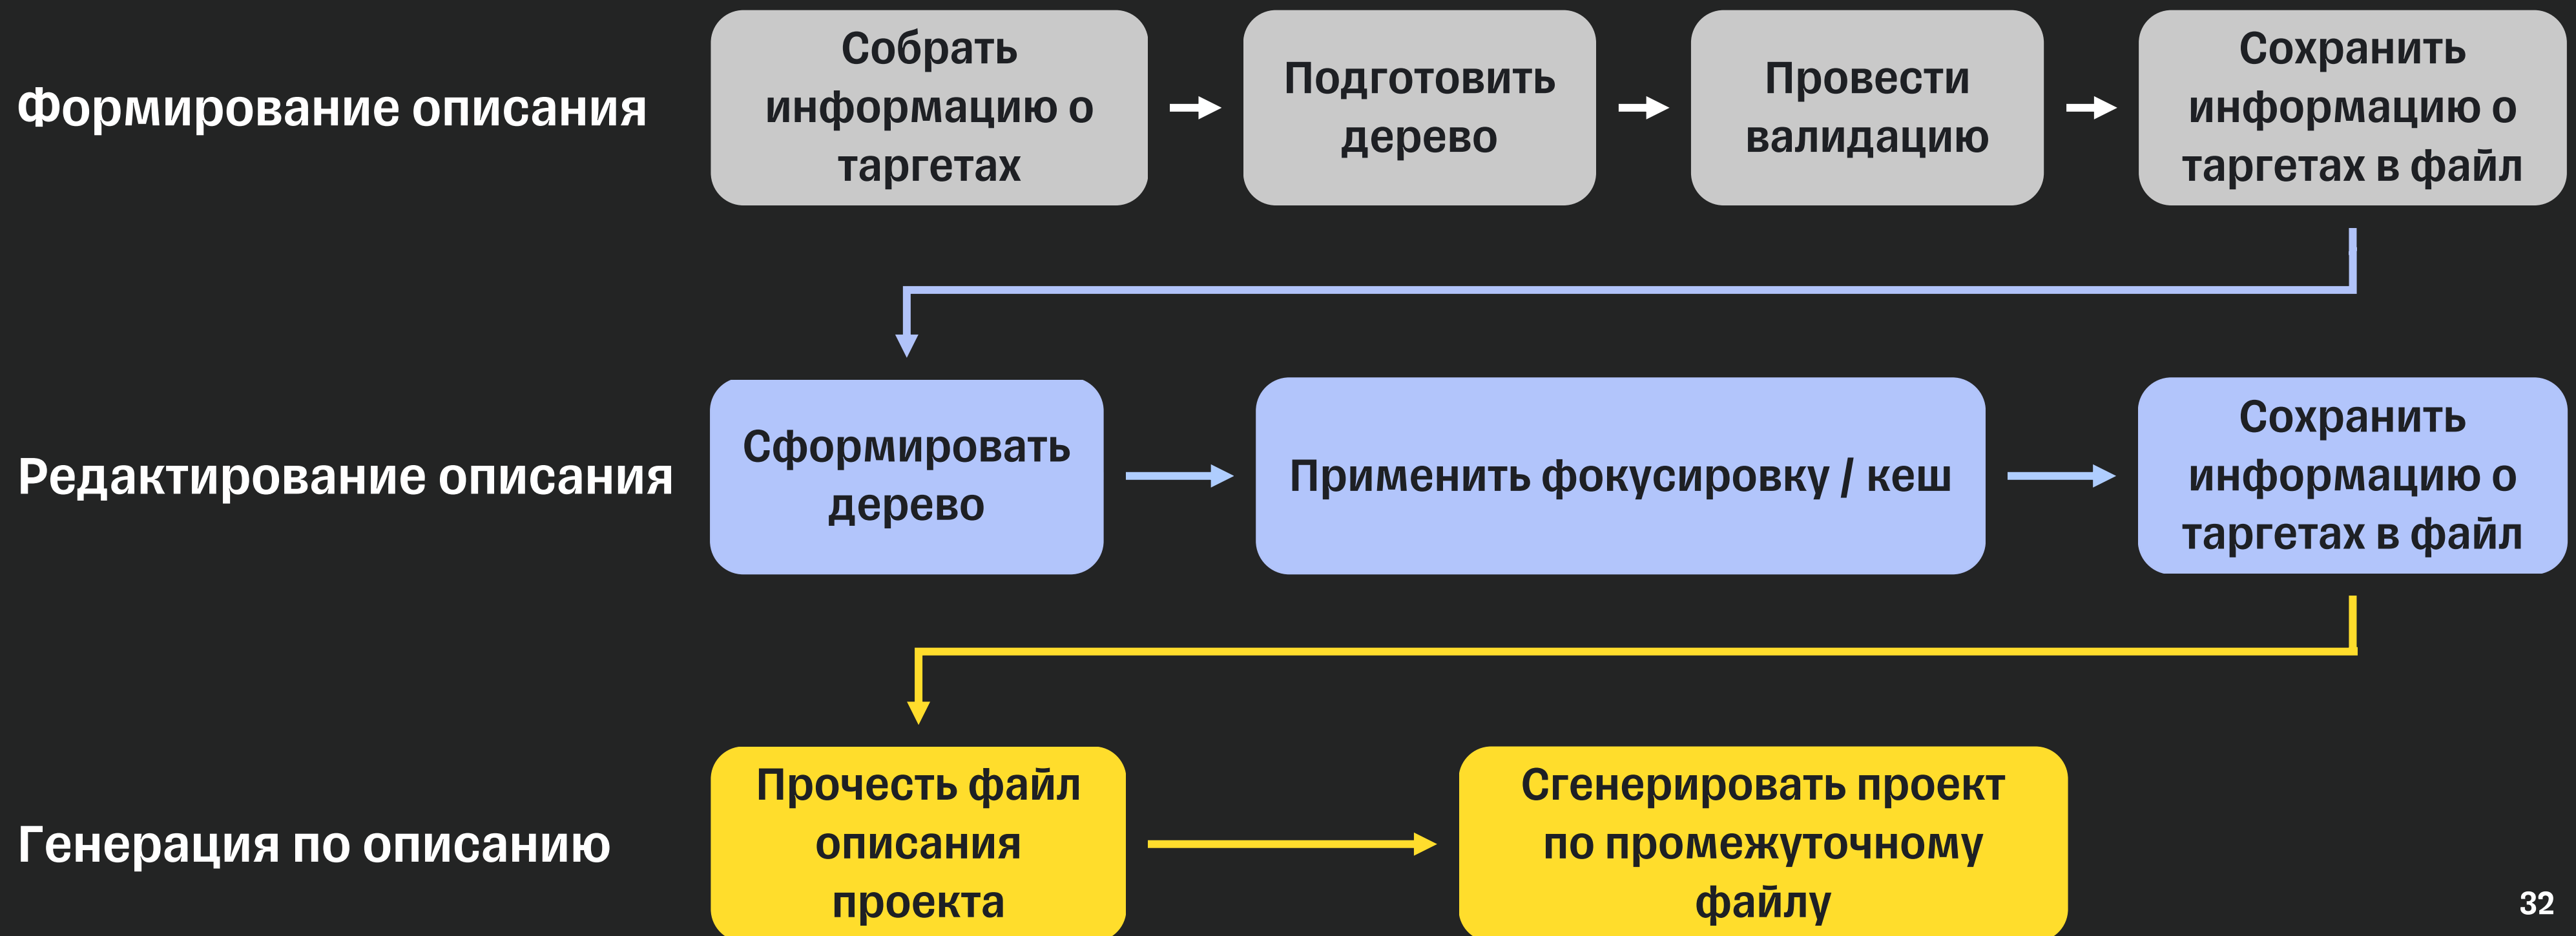 Формирование описания
Собрать
информацию о
таргетах
Подготовить
дерево
Провести
валидацию
Сохранить
информацию о
таргетах в файл
Редактирование описания
Сформировать
дерево
Применить фокусировку / кеш
Сохранить
информацию о
таргетах в файл
Генерация по описанию
Прочесть файл
описания
проекта
Сгенерировать проект
по промежуточному
файлу
32